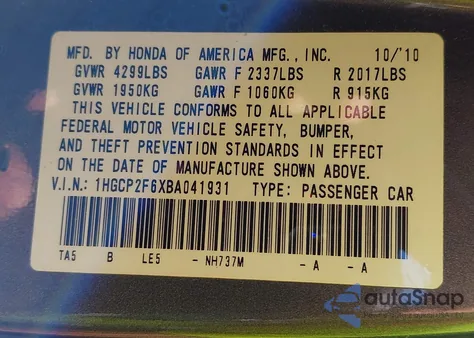 MFD. BY HONDA OF AMERICA MFG., INC. 10/'10
GVWR 4299LBS GAWR F 2337LBS R 2017LBS
GVWR 1950KG GAWR F 1060KG R 915KG
THIS VEHICLE CONFORMS TO ALL APPLICABLE
FEDERAL MOTOR VEHICLE SAFETY, BUMPER,
AND THEFT PREVENTION STANDARDS IN EFFECT
ON THE DATE OF MANUFACTURE SHOWN ABOVE.
V.I.N.: 1HGCP2F6XBA041931 TYPE: PASSENGER CAR
TA5 B LE5 - NH737M - A - A
autoSnap